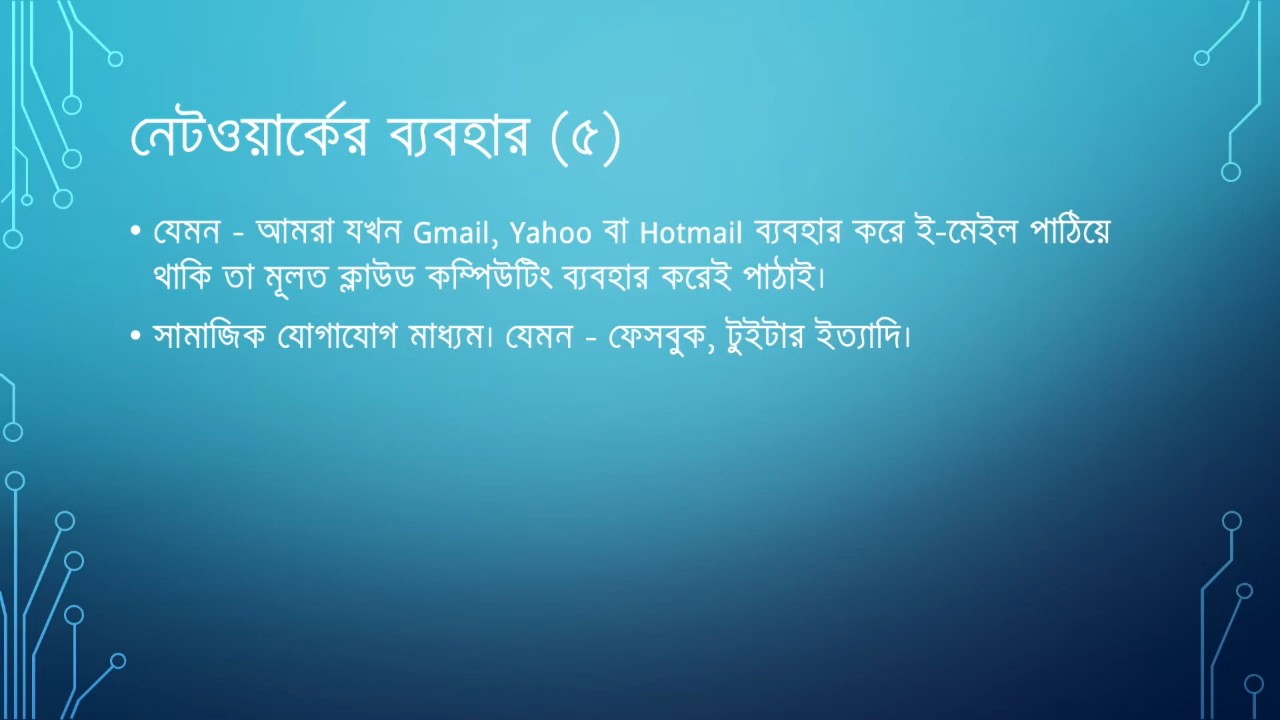 নেটওয়ার্কের ব্যবহার (৫)
• যেমন - আমরা যখন Gmail, Yahoo বা Hotmail ব্যবহার করে ই-মেইল পাঠিয়ে
থাকি তা মূলত ক্লাউড কম্পিউটিং ব্যবহার করেই পাঠাই।
• সামাজিক যোগাযোগ মাধ্যম। যেমন - ফেসবুক, টুইটার ইত্যাদি।